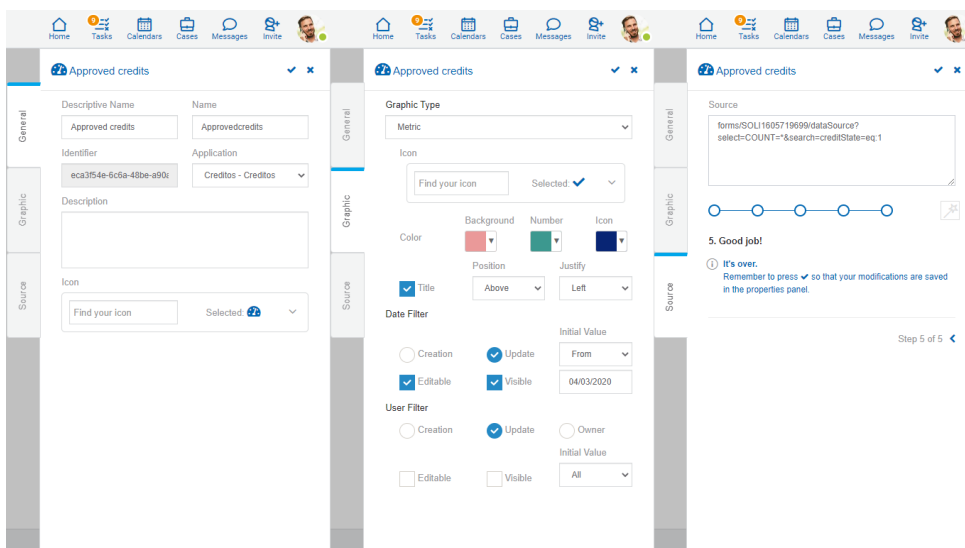 9
Home Tasks Calendars Cases Messages Invite
Approved credits
General
Graphic
Source
Descriptive Name Name
Approved credits Approvedcredits
Identifier Application
eca3f54e-6c6a-48be-a90a Creditos - Creditos
Description
Icon
Find your icon Selected:
9
Home Tasks Calendars Cases Messages Invite
Approved credits
General
Graphic
Source
Graphic Type
Metric
Icon
Find your icon Selected:
Background Number Icon
Color
Position Justify
Title Above Left
Date Filter
Initial Value
Creation Update From
Editable Visible 04/03/2020
User Filter
Creation Update Owner
Initial Value
Editable Visible All
9
Home Tasks Calendars Cases Messages Invite
Approved credits
General
Graphic
Source
Source
forms/SOLI1605719699/dataSource?
select=COUNT=*&search=creditState=eq:1
5. Good job!
It's over.
Remember to press ✔ so that your modifications are saved
in the properties panel.
Step 5 of 5